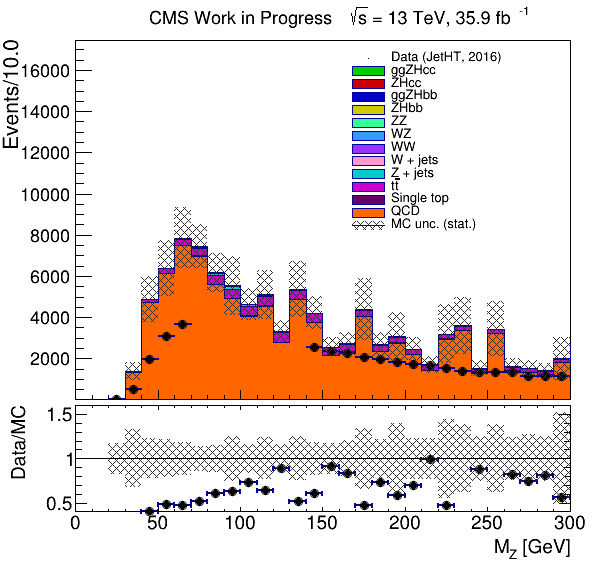 CMS Work in Progress √s = 13 TeV, 35.9 fb -1
Events/10.0
16000
14000
12000
10000
8000
6000
4000
2000
Data (JetHT, 2016)
ggZHcc
ZHcc
ggZHbb
ZHbb
ZZ
WZ
WW
W + jets
Z + jets
tt̅
Single top
QCD
MC unc. (stat.)
Data/MC
1.5
1
0.5
0 50 100 150 200 250 300
M_Z [GeV]